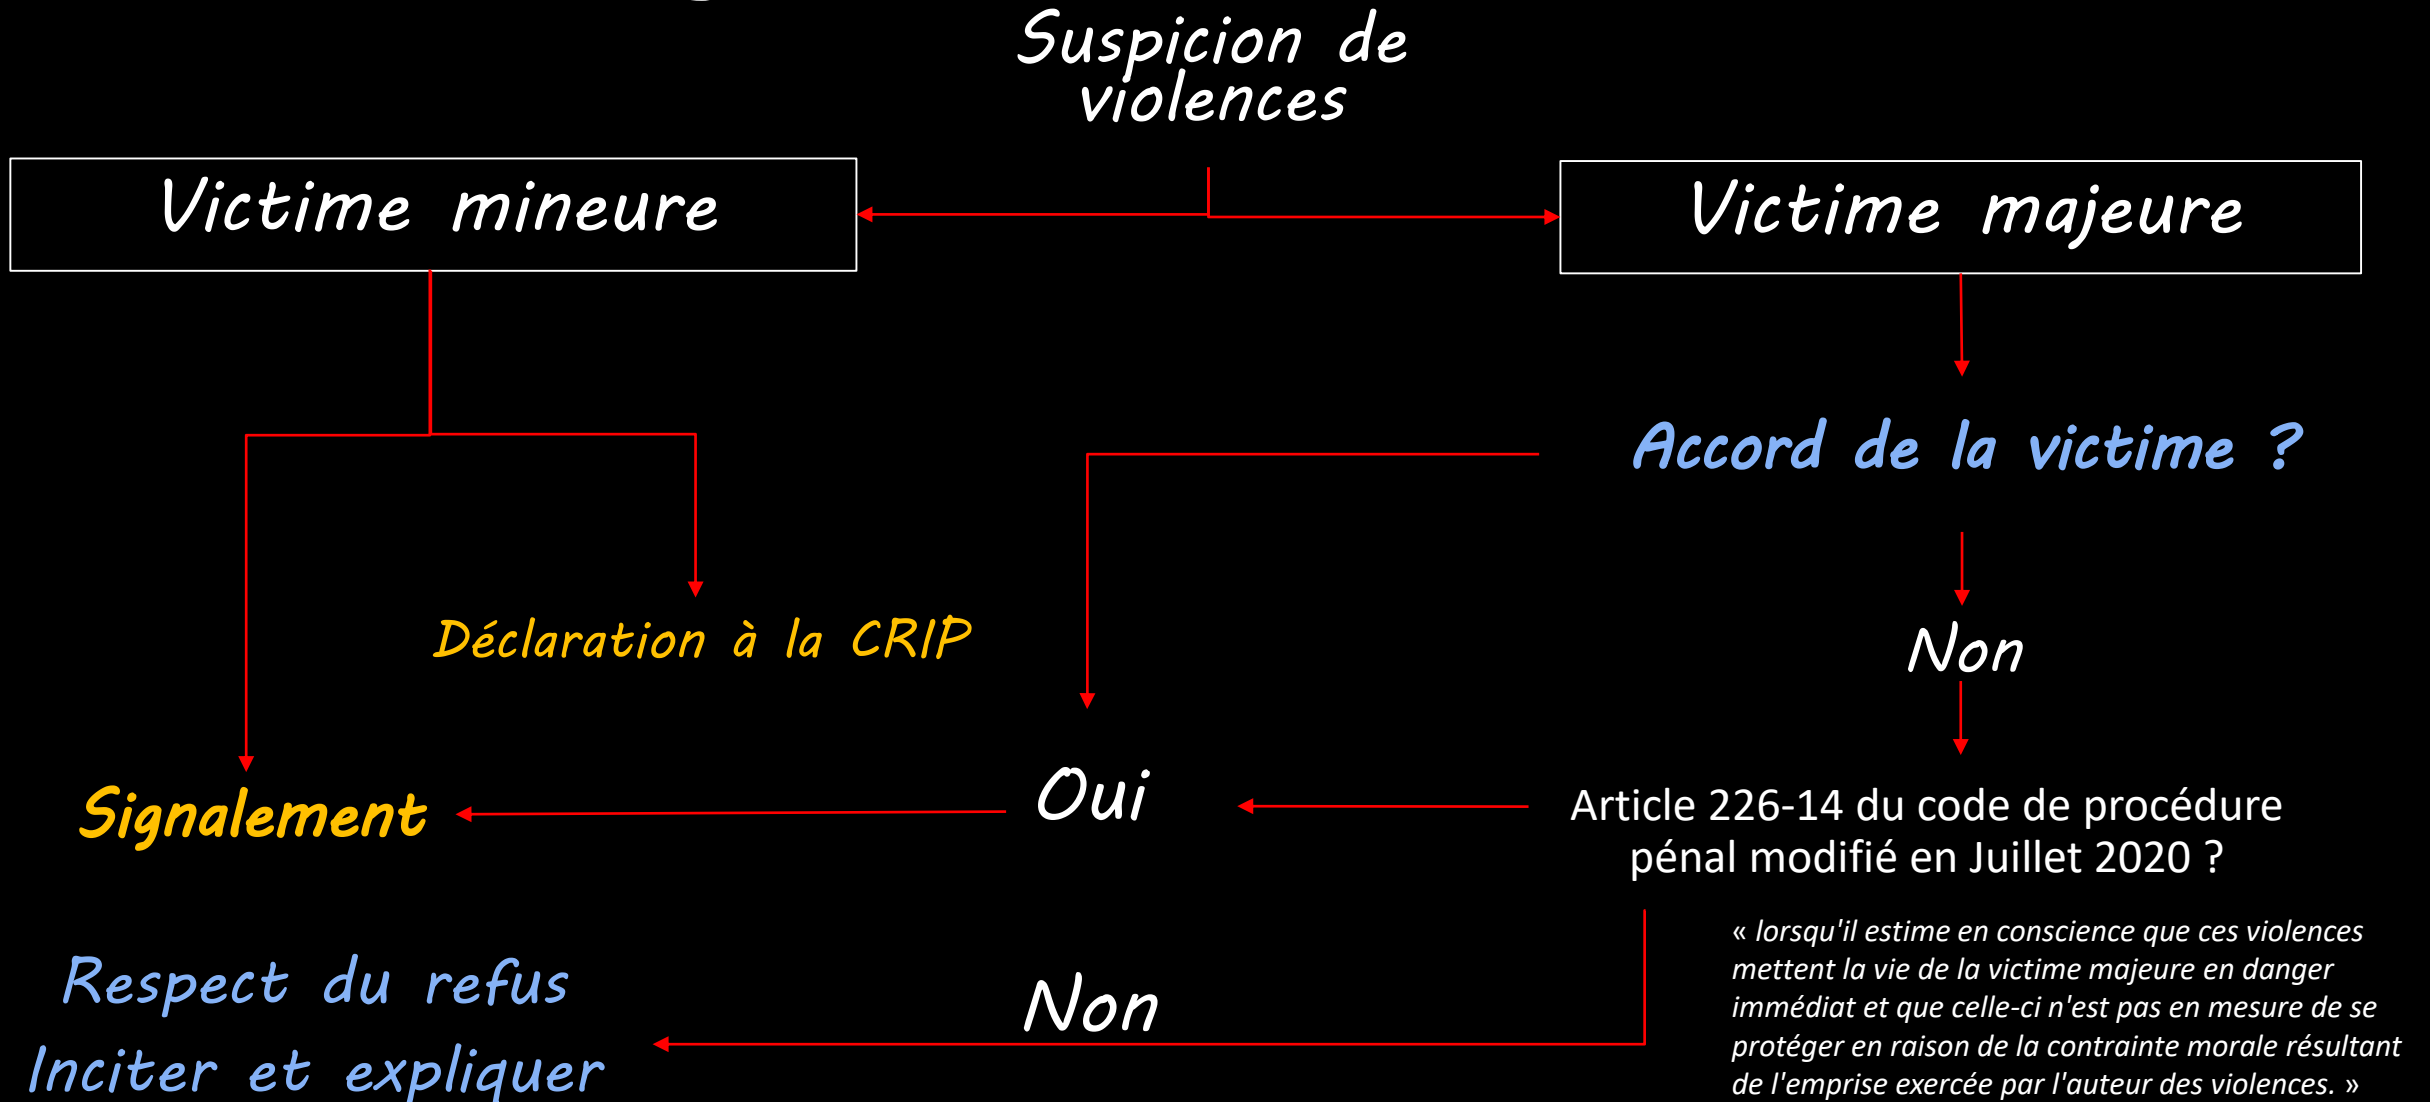 Suspicion de
violences
Victime mineure
Victime majeure
Accord de la victime ?
Déclaration à la CRIP
Non
Oui
Signalement
Article 226-14 du code de procédure
pénal modifié en Juillet 2020 ?
« lorsqu'il estime en conscience que ces violences
mettent la vie de la victime majeure en danger
immédiat et que celle-ci n'est pas en mesure de se
protéger en raison de la contrainte morale résultant
de l'emprise exercée par l'auteur des violences. »
Non
Respect du refus
Inciter et expliquer